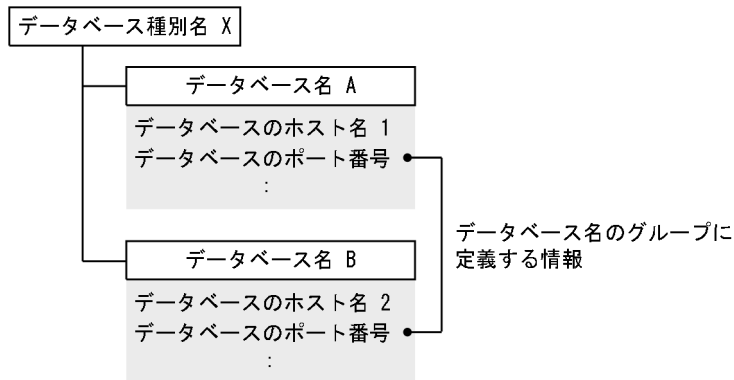 データベース種別名 X
データベース名 A
データベースのホスト名 1
データベースのポート番号
:
データベース名のグループに
定義する情報
データベース名 B
データベースのホスト名 2
データベースのポート番号
: